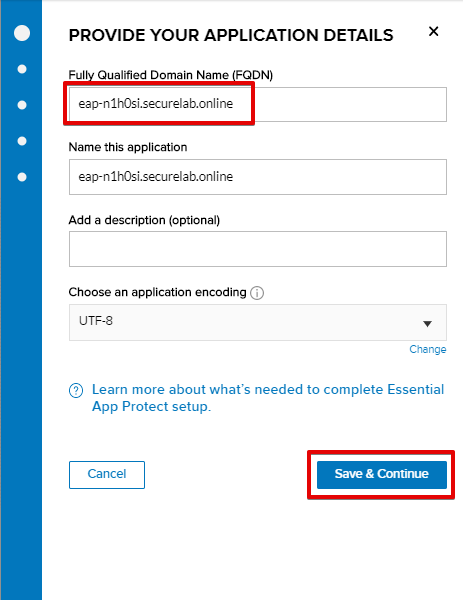 PROVIDE YOUR APPLICATION DETAILS
Fully Qualified Domain Name (FQDN)
eap-n1h0si.securelab.online
Name this application
eap-n1h0si.securelab.online
Add a description (optional)
Choose an application encoding
UTF-8
Change
Learn more about what's needed to complete Essential
App Protect setup.
Cancel
Save & Continue